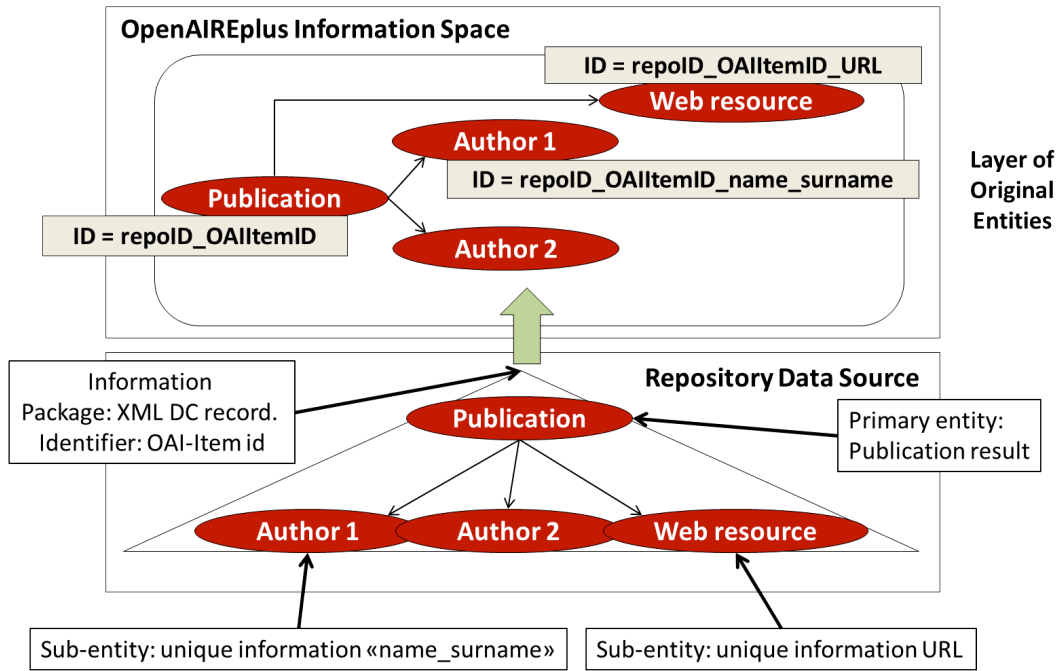 OpenAIREplus Information Space
ID = repoID_OAIItemID_URL
Web resource
Author 1
ID = repoID_OAIItemID_name_surname
Publication
ID = repoID_OAIItemID
Author 2
Layer of
Original
Entities
Information
Package: XML DC record.
Identifier: OAI-Item id
Repository Data Source
Publication
Primary entity:
Publication result
Author 1
Author 2
Web resource
Sub-entity: unique information «name_surname»
Sub-entity: unique information URL